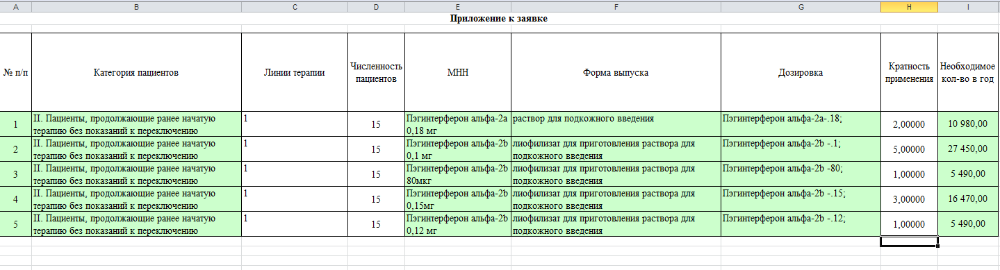 A B C D E F G H I
Приложение к заявке
№ п/п
Категория пациентов
Линии терапии
Численность
пациентов
МНН
Форма выпуска
Дозировка
Кратность
применения
Необходимое
кол-во в год
1
II. Пациенты, продолжающие ранее начатую
терапию без показаний к переключению
1
15
Пэгинтерферон альфа-2a
0,18 мг
раствор для подкожного введения
Пэгинтерферон альфа-2a-.18;
2,00000
10 980,00
2
II. Пациенты, продолжающие ранее начатую
терапию без показаний к переключению
1
15
Пэгинтерферон альфа-2b
0,1 мг
лиофилизат для приготовления раствора для
подкожного введения
Пэгинтерферон альфа-2b -.1;
5,00000
27 450,00
3
II. Пациенты, продолжающие ранее начатую
терапию без показаний к переключению
1
15
Пэгинтерферон альфа-2b
80мкг
лиофилизат для приготовления раствора для
подкожного введения
Пэгинтерферон альфа-2b -80;
1,00000
5 490,00
4
II. Пациенты, продолжающие ранее начатую
терапию без показаний к переключению
1
15
Пэгинтерферон альфа-2b
0,15мг
лиофилизат для приготовления раствора для
подкожного введения
Пэгинтерферон альфа-2b -.15;
3,00000
16 470,00
5
II. Пациенты, продолжающие ранее начатую
терапию без показаний к переключению
1
15
Пэгинтерферон альфа-2b
0,12 мг
лиофилизат для приготовления раствора для
подкожного введения
Пэгинтерферон альфа-2b -.12;
1,00000
5 490,00